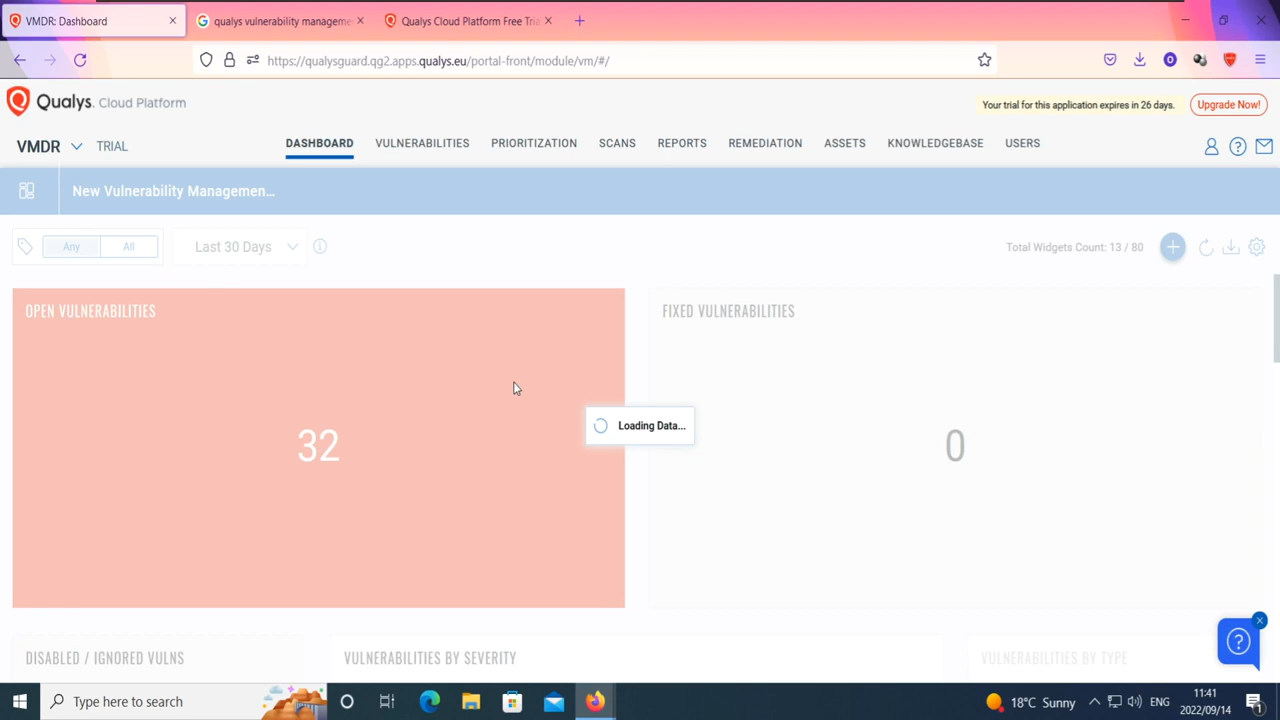 VMDR: Dashboard
qualys vulnerability manageme
Qualys Cloud Platform Free Tria
https://qualysguard.qg2.apps.qualys.eu/portal-front/module/vm/#/
Qualys. Cloud Platform
Your trial for this application expires in 26 days.
Upgrade Now!
VMDR
TRIAL
DASHBOARD
VULNERABILITIES
PRIORITIZATION
SCANS
REPORTS
REMEDIATION
ASSETS
KNOWLEDGEBASE
USERS
New Vulnerability Managemen...
Any
All
Last 30 Days
Total Widgets Count: 13 / 80
OPEN VULNERABILITIES
FIXED VULNERABILITIES
32
Loading Data...
0
DISABLED / IGNORED VULNS
VULNERABILITIES BY SEVERITY
VULNERABILITIES BY TYPE
Type here to search
18°C Sunny
ENG
11:41
2022/09/14
1